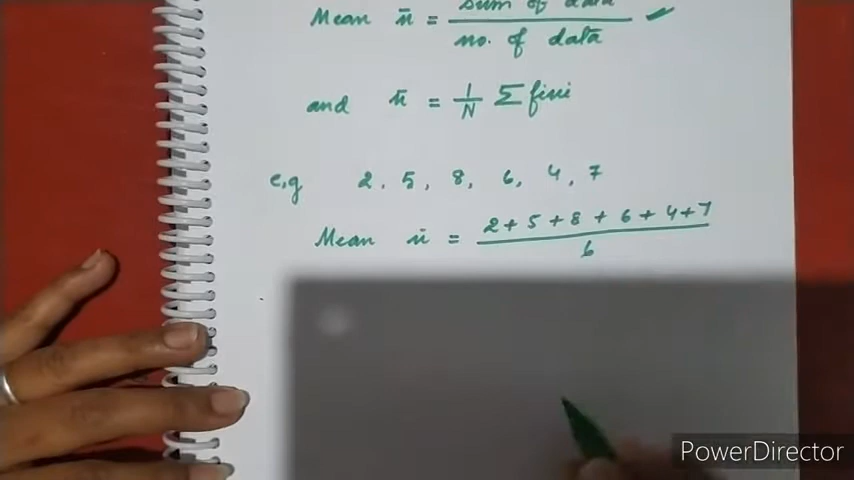 sum of data
Mean x̄ = ——— ✓
no. of data
and x̄ = 1/N Σ fixi
e,g 2, 5, 8, 6, 4, 7
2 + 5 + 8 + 6 + 4 + 7
Mean x̄ = ———
6
PowerDirector